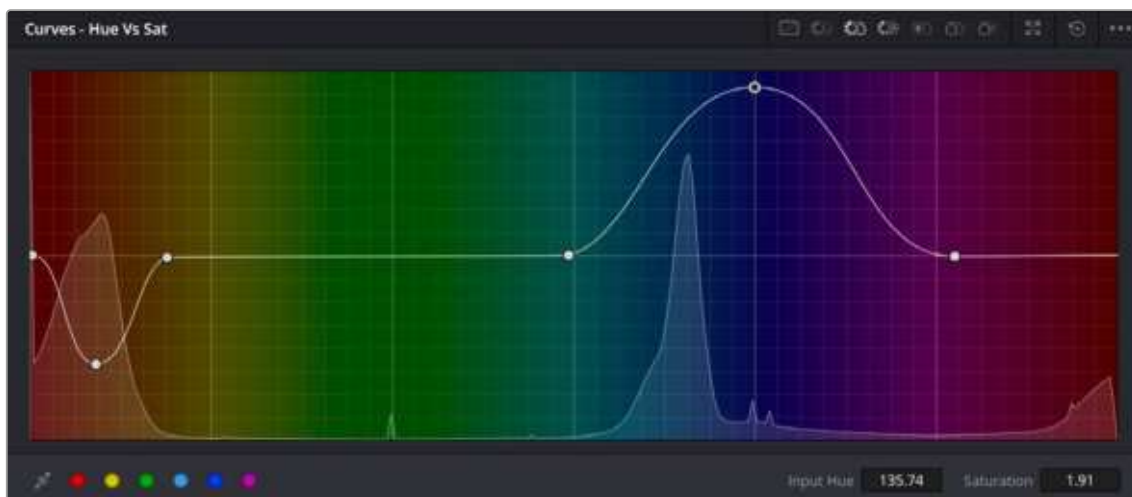 Curves - Hue Vs Sat
Input Hue 135.74 Saturation 1.91